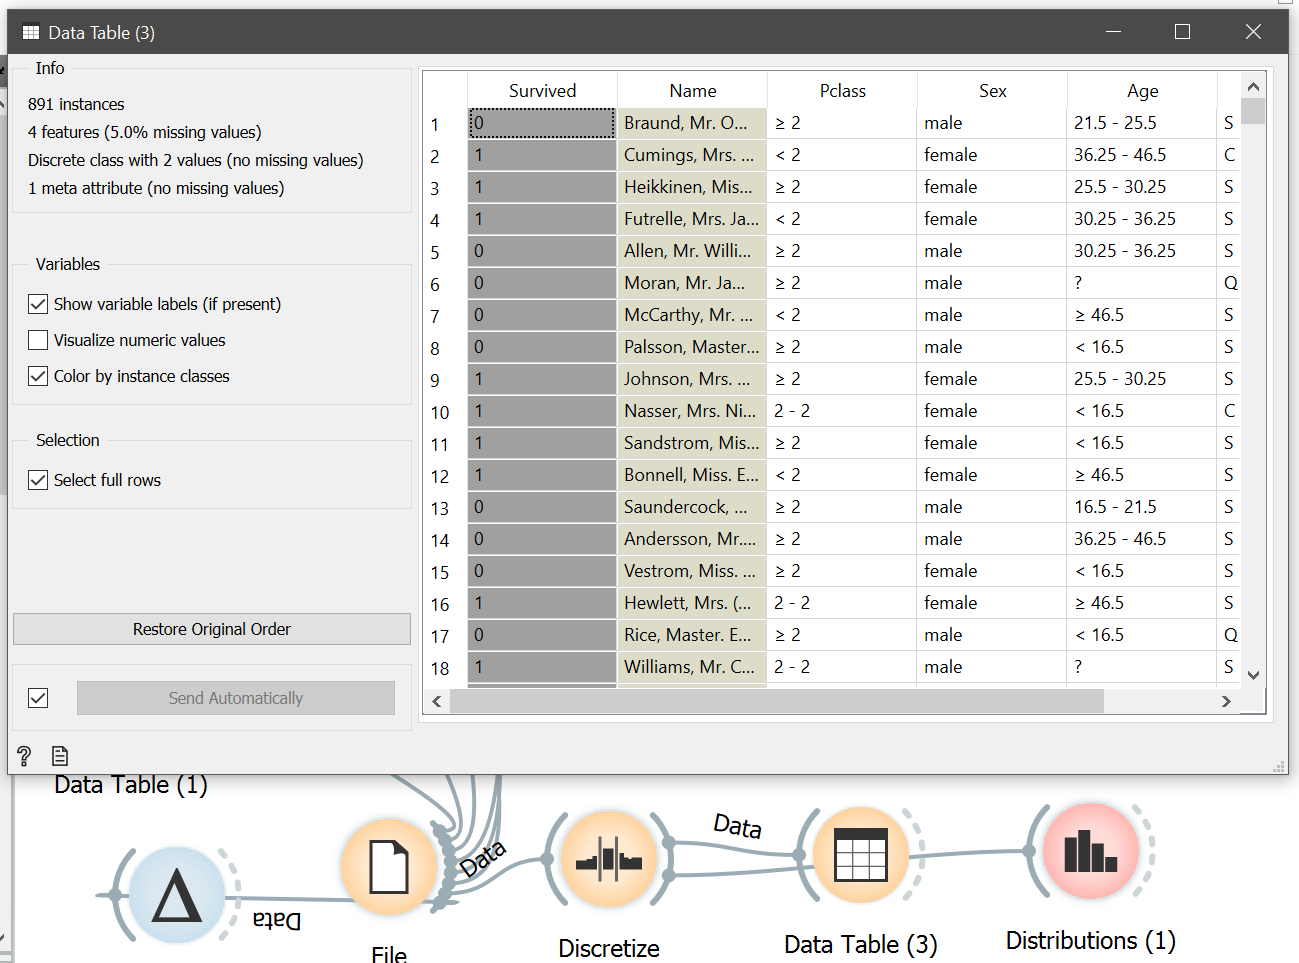 Data Table (3)
Info
891 instances
4 features (5.0% missing values)
Discrete class with 2 values (no missing values)
1 meta attribute (no missing values)
Variables
Show variable labels (if present)
Visualize numeric values
Color by instance classes
Selection
Select full rows
Restore Original Order
Send Automatically
Survived Name Pclass Sex Age
1 0 Braund, Mr. O... ≥ 2 male 21.5 - 25.5 S
2 1 Cumings, Mrs. ... < 2 female 36.25 - 46.5 C
3 1 Heikkinen, Mis... ≥ 2 female 25.5 - 30.25 S
4 1 Futrelle, Mrs. Ja... < 2 female 30.25 - 36.25 S
5 0 Allen, Mr. Willi... ≥ 2 male 30.25 - 36.25 S
6 0 Moran, Mr. Ja... ≥ 2 male ? Q
7 0 McCarthy, Mr. ... < 2 male ≥ 46.5 S
8 0 Palsson, Master... ≥ 2 male < 16.5 S
9 1 Johnson, Mrs. ... ≥ 2 female 25.5 - 30.25 S
10 1 Nasser, Mrs. Ni... 2 - 2 female < 16.5 C
11 1 Sandstrom, Mis... ≥ 2 female < 16.5 S
12 1 Bonnell, Miss. E... < 2 female ≥ 46.5 S
13 0 Saundercock, ... ≥ 2 male 16.5 - 21.5 S
14 0 Andersson, Mr.... ≥ 2 male 36.25 - 46.5 S
15 0 Vestrom, Miss. ... ≥ 2 female < 16.5 S
16 1 Hewlett, Mrs. (... 2 - 2 female ≥ 46.5 S
17 0 Rice, Master. E... ≥ 2 male < 16.5 Q
18 1 Williams, Mr. C... 2 - 2 male ? S
?
Data Table (1)
Data
Data
Data
File
Discretize
Data Table (3)
Distributions (1)